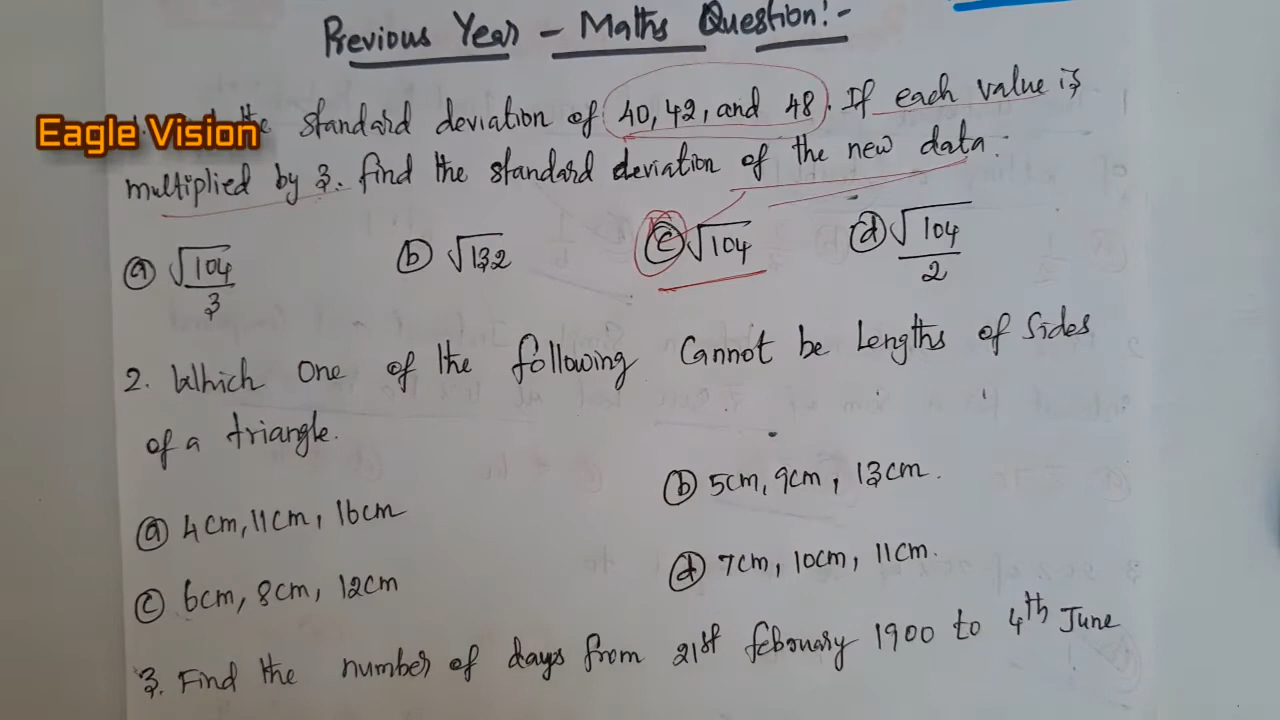 Previous Year - Maths Question:-
Eagle Vision
standard deviation of 40, 42, and 48. If each value is
multiplied by 3. find the standard deviation of the new data.
ⓐ √104/3 ⓑ √132 ⓒ √104 ⓓ √104/2
2. Which One of the following Cannot be Lengths of Sides
of a triangle.
ⓐ 4cm, 11cm, 16cm ⓑ 5cm, 9cm, 13cm.
ⓒ 6cm, 8cm, 12cm ⓓ 7cm, 10cm, 11cm.
3. Find the number of days from 21st february 1900 to 4th June